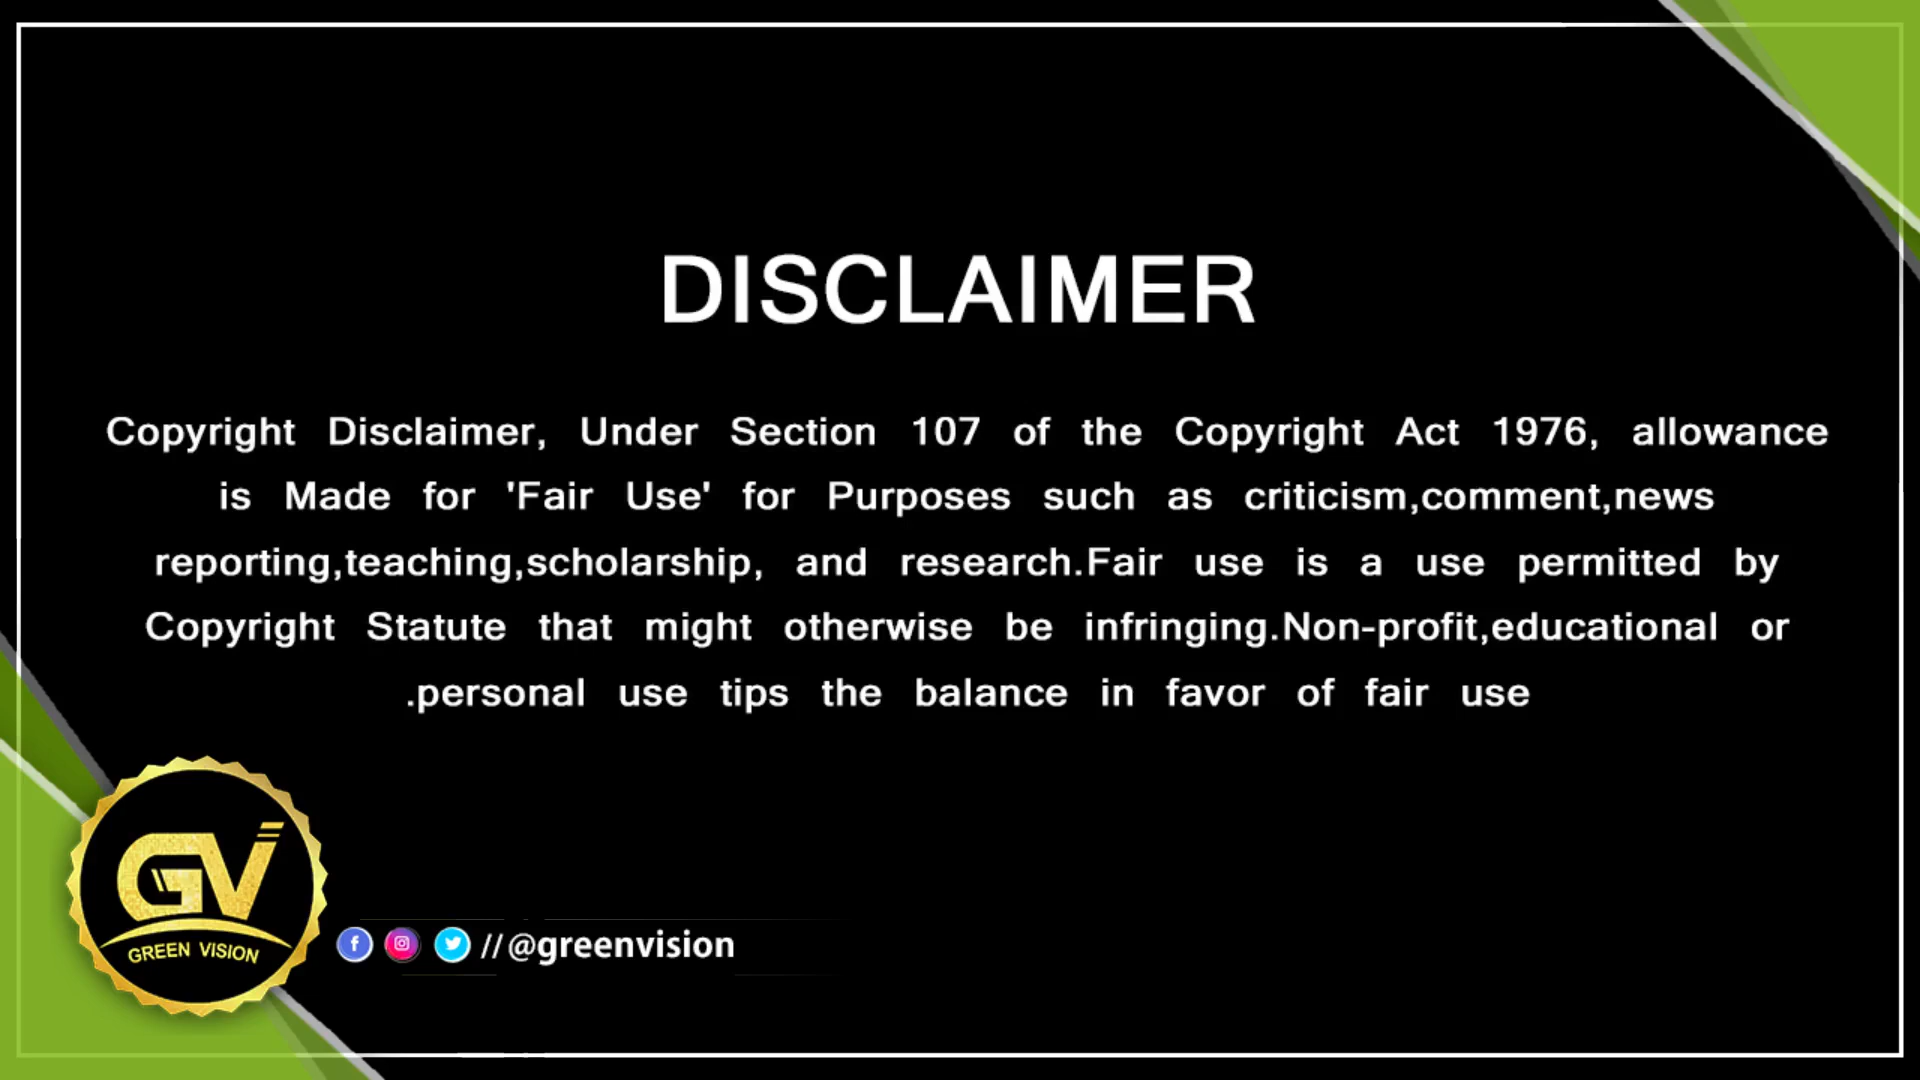 DISCLAIMER
Copyright Disclaimer, Under Section 107 of the Copyright Act 1976, allowance
is Made for 'Fair Use' for Purposes such as criticism,comment,news
reporting,teaching,scholarship, and research.Fair use is a use permitted by
Copyright Statute that might otherwise be infringing.Non-profit,educational or
.personal use tips the balance in favor of fair use
GV
GREEN VISION
//@greenvision